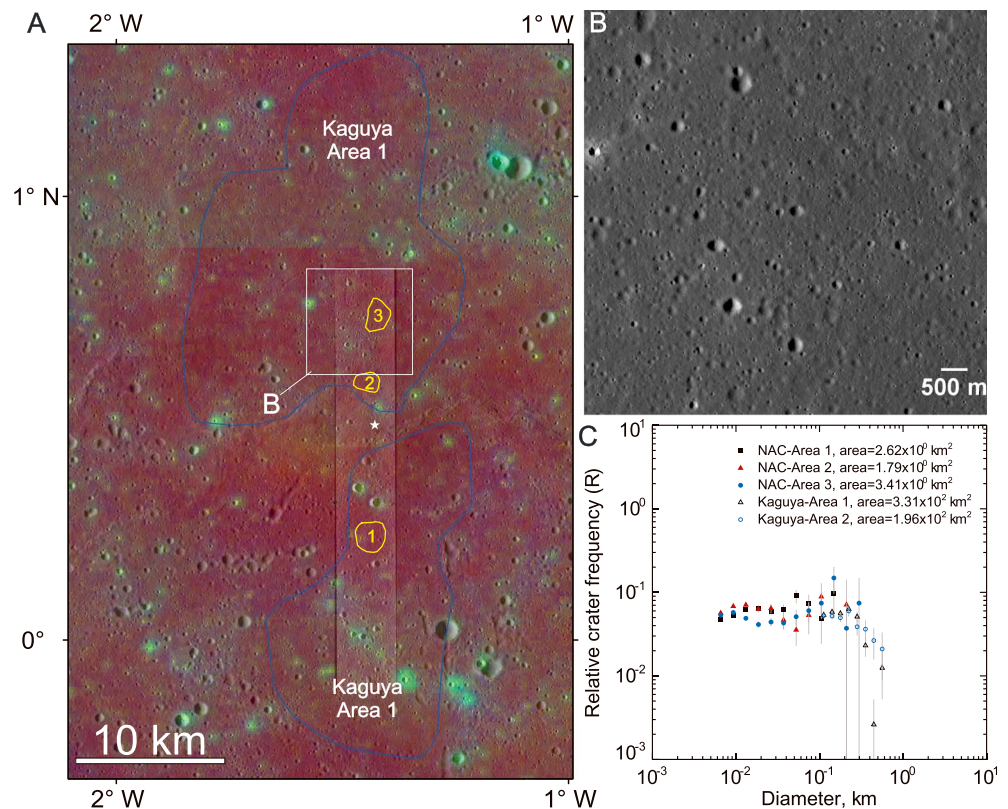 A
2° W
1° W
Kaguya
Area 1
1° N
3
2
B
1
0°
Kaguya
Area 1
10 km
2° W
1° W
B
500 m
C
Relative crater frequency (R)
10¹
10⁰
10⁻¹
10⁻²
10⁻³
NAC-Area 1, area=2.62x10⁰ km²
NAC-Area 2, area=1.79x10⁰ km²
NAC-Area 3, area=3.41x10⁰ km²
Kaguya-Area 1, area=3.31x10² km²
Kaguya-Area 2, area=1.96x10² km²
10⁻³ 10⁻² 10⁻¹ 10⁰ 10¹
Diameter, km